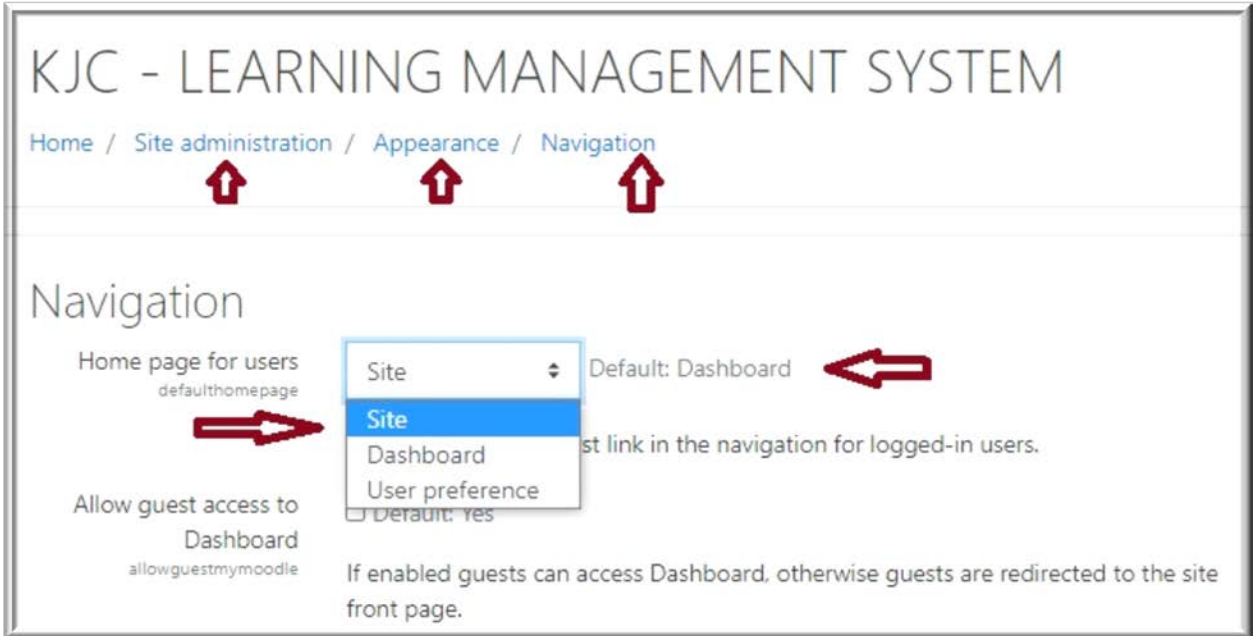 KJC - LEARNING MANAGEMENT SYSTEM
Home / Site administration / Appearance / Navigation
Navigation
Home page for users
defaulthomepage
Site Default: Dashboard
Site
Dashboard
User preference
link in the navigation for logged-in users.
Allow guest access to Dashboard
allowguestmymoodle
Default: Yes
If enabled guests can access Dashboard, otherwise guests are redirected to the site
front page.